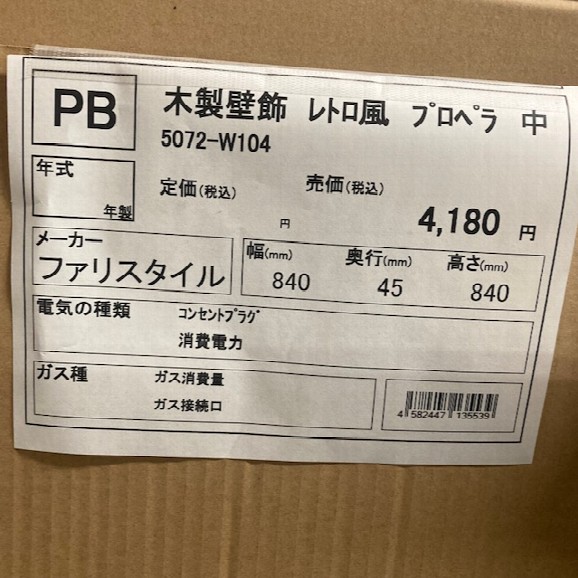 PB
木製壁飾 レトロ風 プロペラ 中
5072-W104
年式
年製
定価(税込)
円
売価(税込)
4,180 円
メーカー
ファリスタイル
幅(mm) 奥行(mm) 高さ(mm)
840 45 840
電気の種類
コンセントプラグ
消費電力
ガス種
ガス消費量
ガス接続口
4 582447 135539